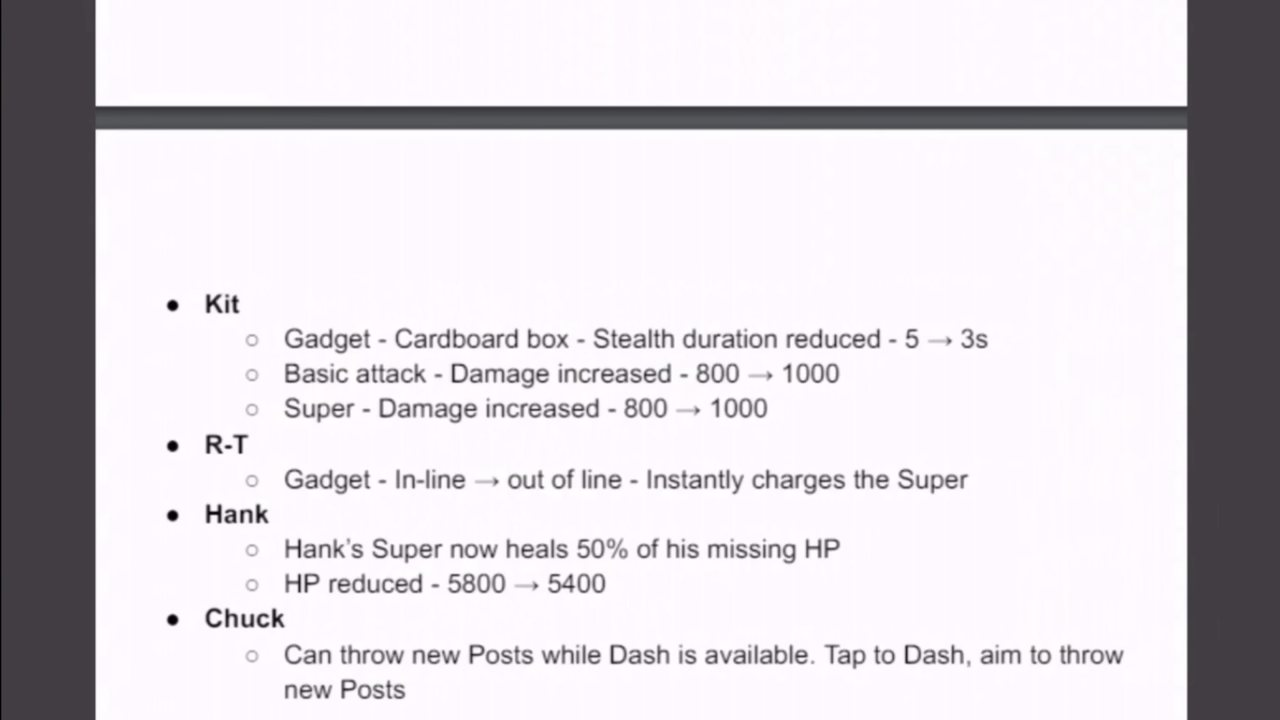 ● Kit
○ Gadget - Cardboard box - Stealth duration reduced - 5 → 3s
○ Basic attack - Damage increased - 800 → 1000
○ Super - Damage increased - 800 → 1000
● R-T
○ Gadget - In-line → out of line - Instantly charges the Super
● Hank
○ Hank’s Super now heals 50% of his missing HP
○ HP reduced - 5800 → 5400
● Chuck
○ Can throw new Posts while Dash is available. Tap to Dash, aim to throw
new Posts